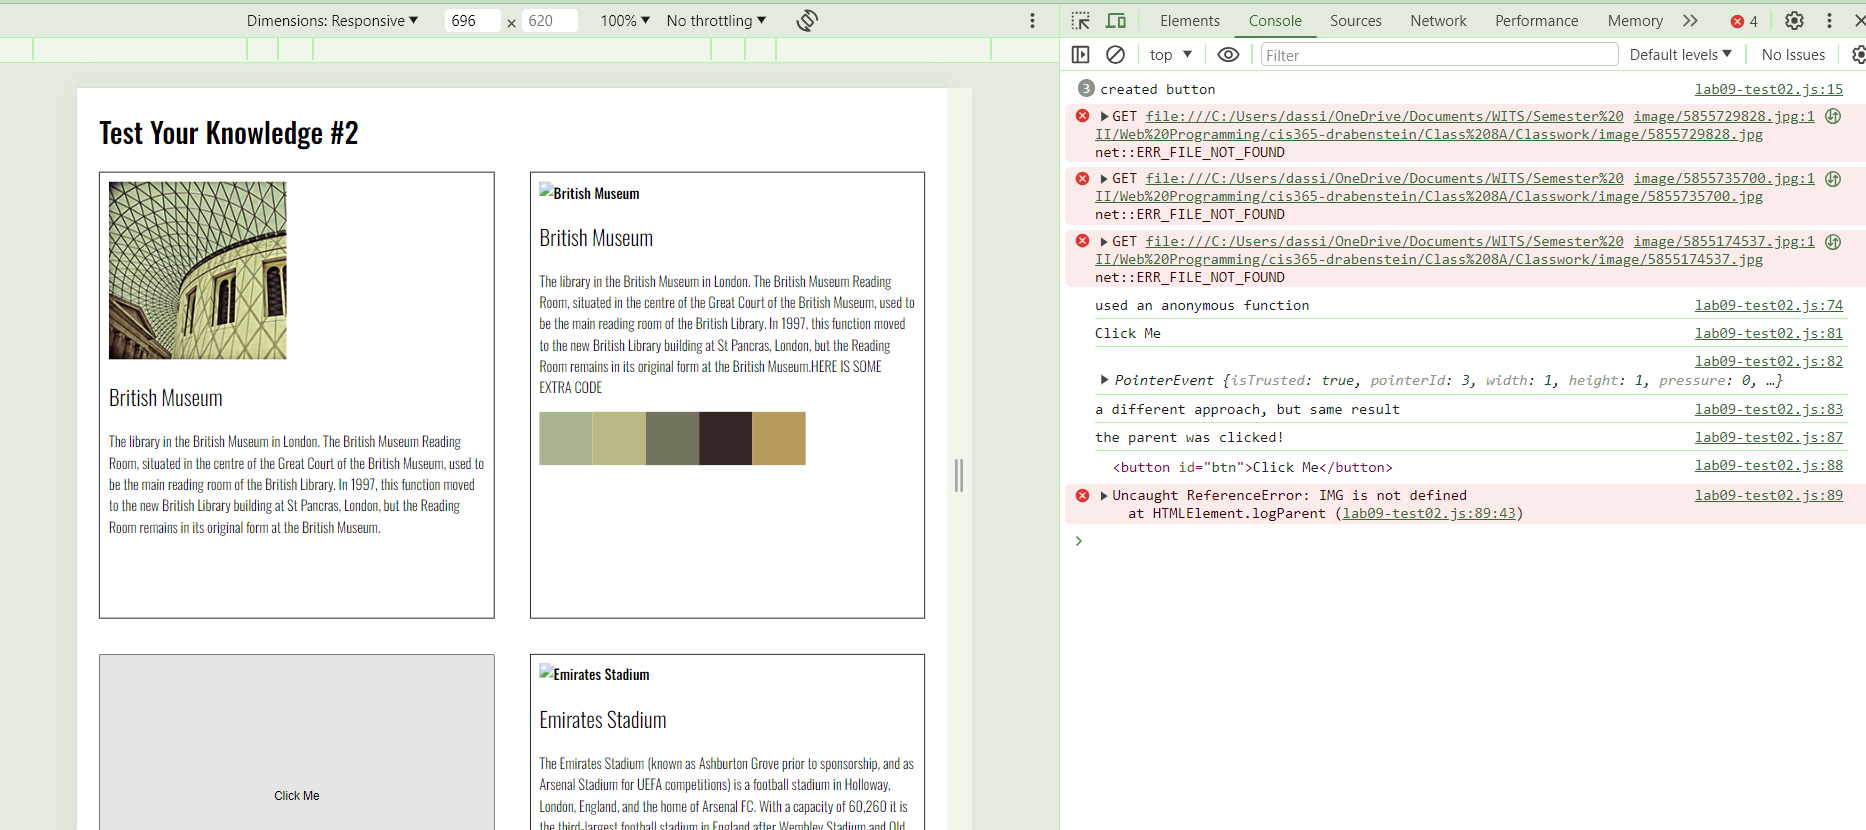 Dimensions: Responsive ▼ 696 × 620 100% ▼ No throttling ▼
Elements Console Sources Network Performance Memory 4
top ▼ Filter Default levels ▼ No Issues
Test Your Knowledge #2
British Museum
The library in the British Museum in London. The British Museum Reading
Room, situated in the centre of the Great Court of the British Museum, used to
be the main reading room of the British Library. In 1997, this function moved
to the new British Library building at St Pancras, London, but the Reading
Room remains in its original form at the British Museum.
British Museum
British Museum
The library in the British Museum in London. The British Museum Reading
Room, situated in the centre of the Great Court of the British Museum, used to
be the main reading room of the British Library. In 1997, this function moved
to the new British Library building at St Pancras, London, but the Reading
Room remains in its original form at the British Museum.HERE IS SOME
EXTRA CODE
Click Me
Emirates Stadium
Emirates Stadium
The Emirates Stadium (known as Ashburton Grove prior to sponsorship, and as
Arsenal Stadium for UEFA competitions) is a football stadium in Holloway,
London, England, and the home of Arsenal FC. With a capacity of 60,260 it is
the third-largest football stadium in England after Wembley Stadium and Old
3 created button lab09-test02.js:15
GET file:///C:/Users/dassi/OneDrive/Documents/WITS/Semester%20 image/5855729828.jpg:1
II/Web%20Programming/cis365-drabenstein/Class%208A/Classwork/image/5855729828.jpg
net::ERR_FILE_NOT_FOUND
GET file:///C:/Users/dassi/OneDrive/Documents/WITS/Semester%20 image/5855735700.jpg:1
II/Web%20Programming/cis365-drabenstein/Class%208A/Classwork/image/5855735700.jpg
net::ERR_FILE_NOT_FOUND
GET file:///C:/Users/dassi/OneDrive/Documents/WITS/Semester%20 image/5855174537.jpg:1
II/Web%20Programming/cis365-drabenstein/Class%208A/Classwork/image/5855174537.jpg
net::ERR_FILE_NOT_FOUND
used an anonymous function lab09-test02.js:74
Click Me lab09-test02.js:81
lab09-test02.js:82
PointerEvent {isTrusted: true, pointerId: 3, width: 1, height: 1, pressure: 0, …}
a different approach, but same result lab09-test02.js:83
the parent was clicked! lab09-test02.js:87
<button id="btn">Click Me</button> lab09-test02.js:88
Uncaught ReferenceError: IMG is not defined lab09-test02.js:89
at HTMLElement.logParent (lab09-test02.js:89:43)